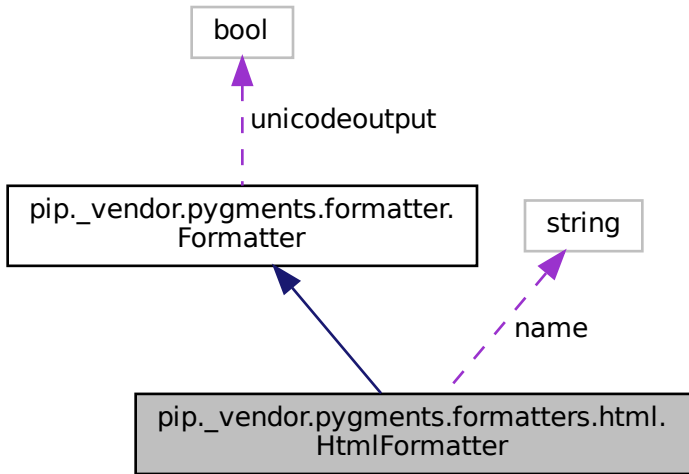 bool
unicodeoutput
pip._vendor.pygments.formatter.
Formatter
string
name
pip._vendor.pygments.formatters.html.
HtmlFormatter